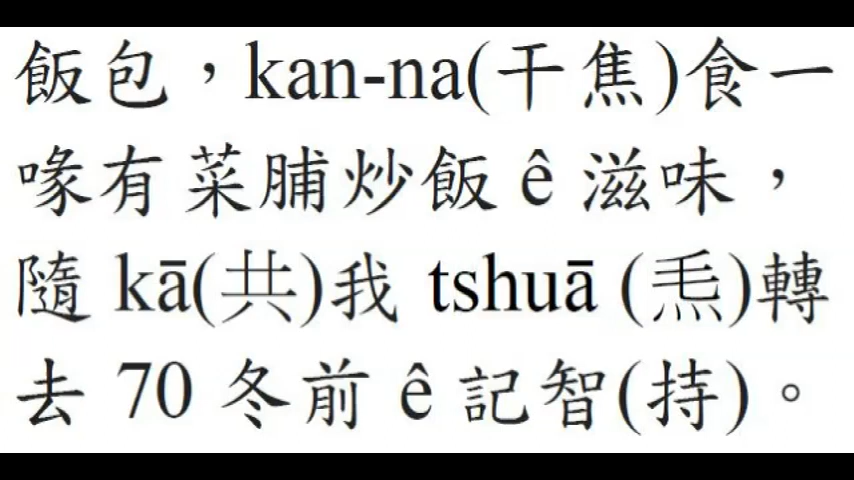 飯包，kan-na(干焦)食一
喙有菜脯炒飯 ê 滋味，
隨 kā(共)我 tshuā (𤆬)轉
去 70 冬前 ê 記智(持)。